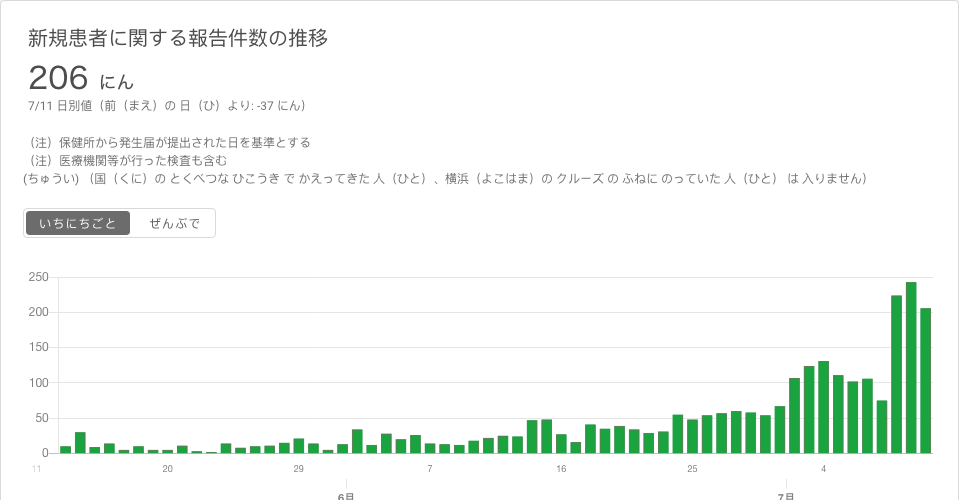 新規患者に関する報告件数の推移
206 にん
7/11 日別値（前（まえ）の 日（ひ）より: -37 にん）
（注）保健所から発生届が提出された日を基準とする
（注）医療機関等が行った検査も含む
(ちゅうい) （国（くに）の とくべつな ひこうき で かえってきた 人（ひと）、横浜（よこはま）の クルーズ の ふねに のっていた 人（ひと） は 入りません）
いちにちごと ぜんぶで
250
200
150
100
50
0
11 20 29 7 16 25 4
6月 7月